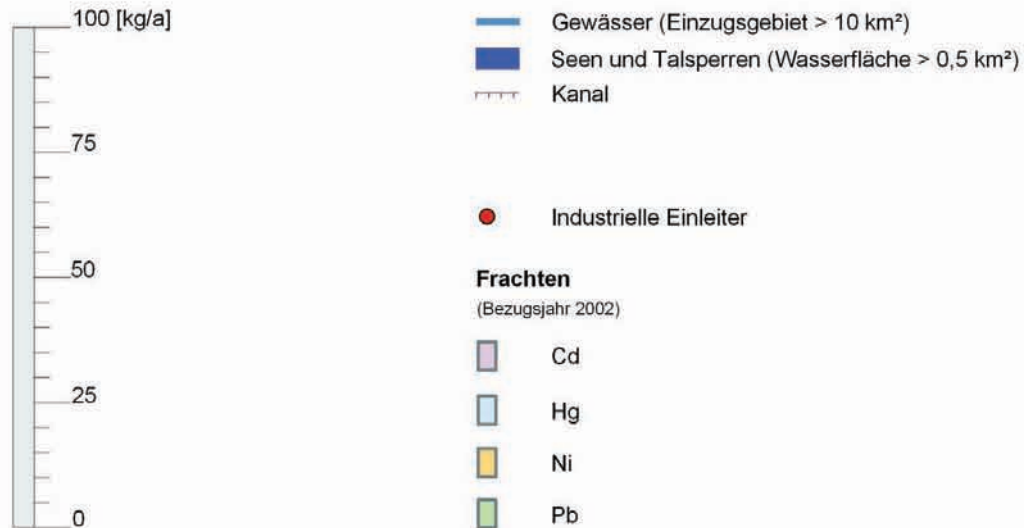 100 [kg/a]
75
50
25
0
Gewässer (Einzugsgebiet > 10 km²)
Seen und Talsperren (Wasserfläche > 0,5 km²)
Kanal
Industrielle Einleiter
Frachten
(Bezugsjahr 2002)
Cd
Hg
Ni
Pb